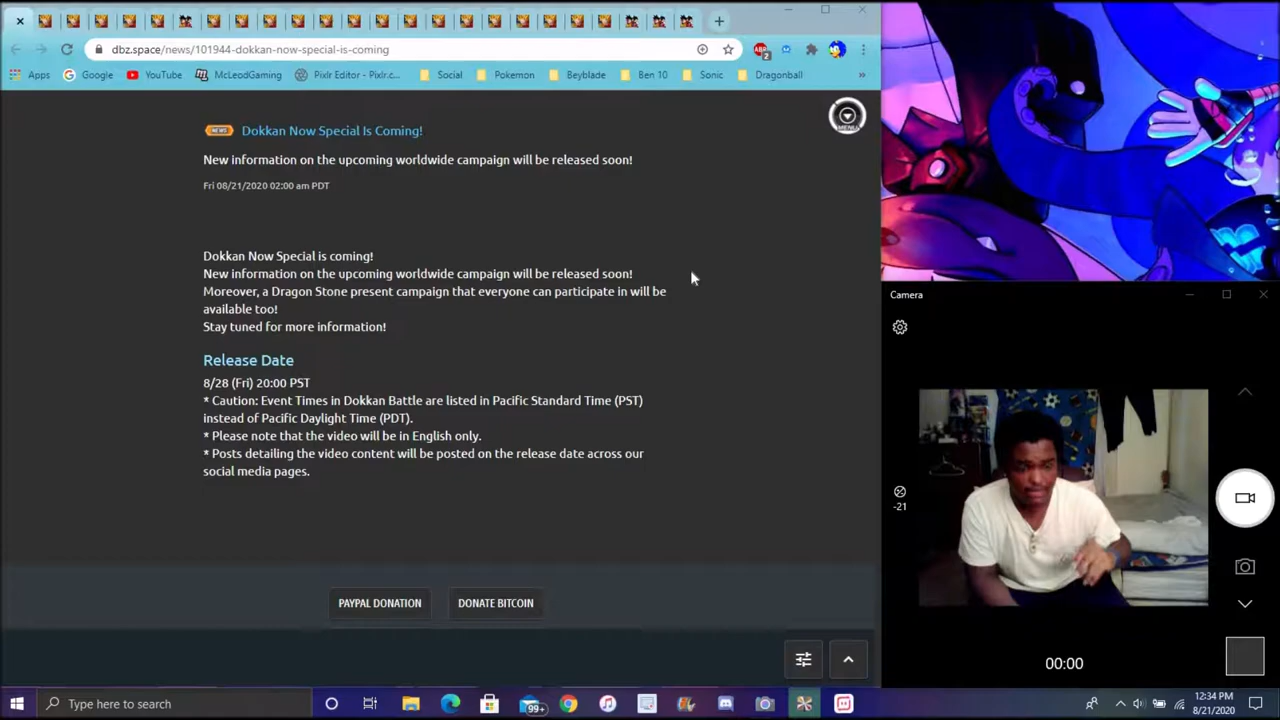 dbz.space/news/101944-dokkan-now-special-is-coming
ABP
2
Apps
Google
YouTube
McLeodGaming
Pixlr Editor - Pixlr.c...
Social
Pokemon
Beyblade
Ben 10
Sonic
Dragonball
»
MENU
NEWS
Dokkan Now Special Is Coming!
New information on the upcoming worldwide campaign will be released soon!
Fri 08/21/2020 02:00 am PDT
Dokkan Now Special is coming!
New information on the upcoming worldwide campaign will be released soon!
Moreover, a Dragon Stone present campaign that everyone can participate in will be
available too!
Stay tuned for more information!
Release Date
8/28 (Fri) 20:00 PST
* Caution: Event Times in Dokkan Battle are listed in Pacific Standard Time (PST)
instead of Pacific Daylight Time (PDT).
* Please note that the video will be in English only.
* Posts detailing the video content will be posted on the release date across our
social media pages.
PAYPAL DONATION
DONATE BITCOIN
Camera
-21
00:00
Type here to search
99+
12:34 PM
8/21/2020